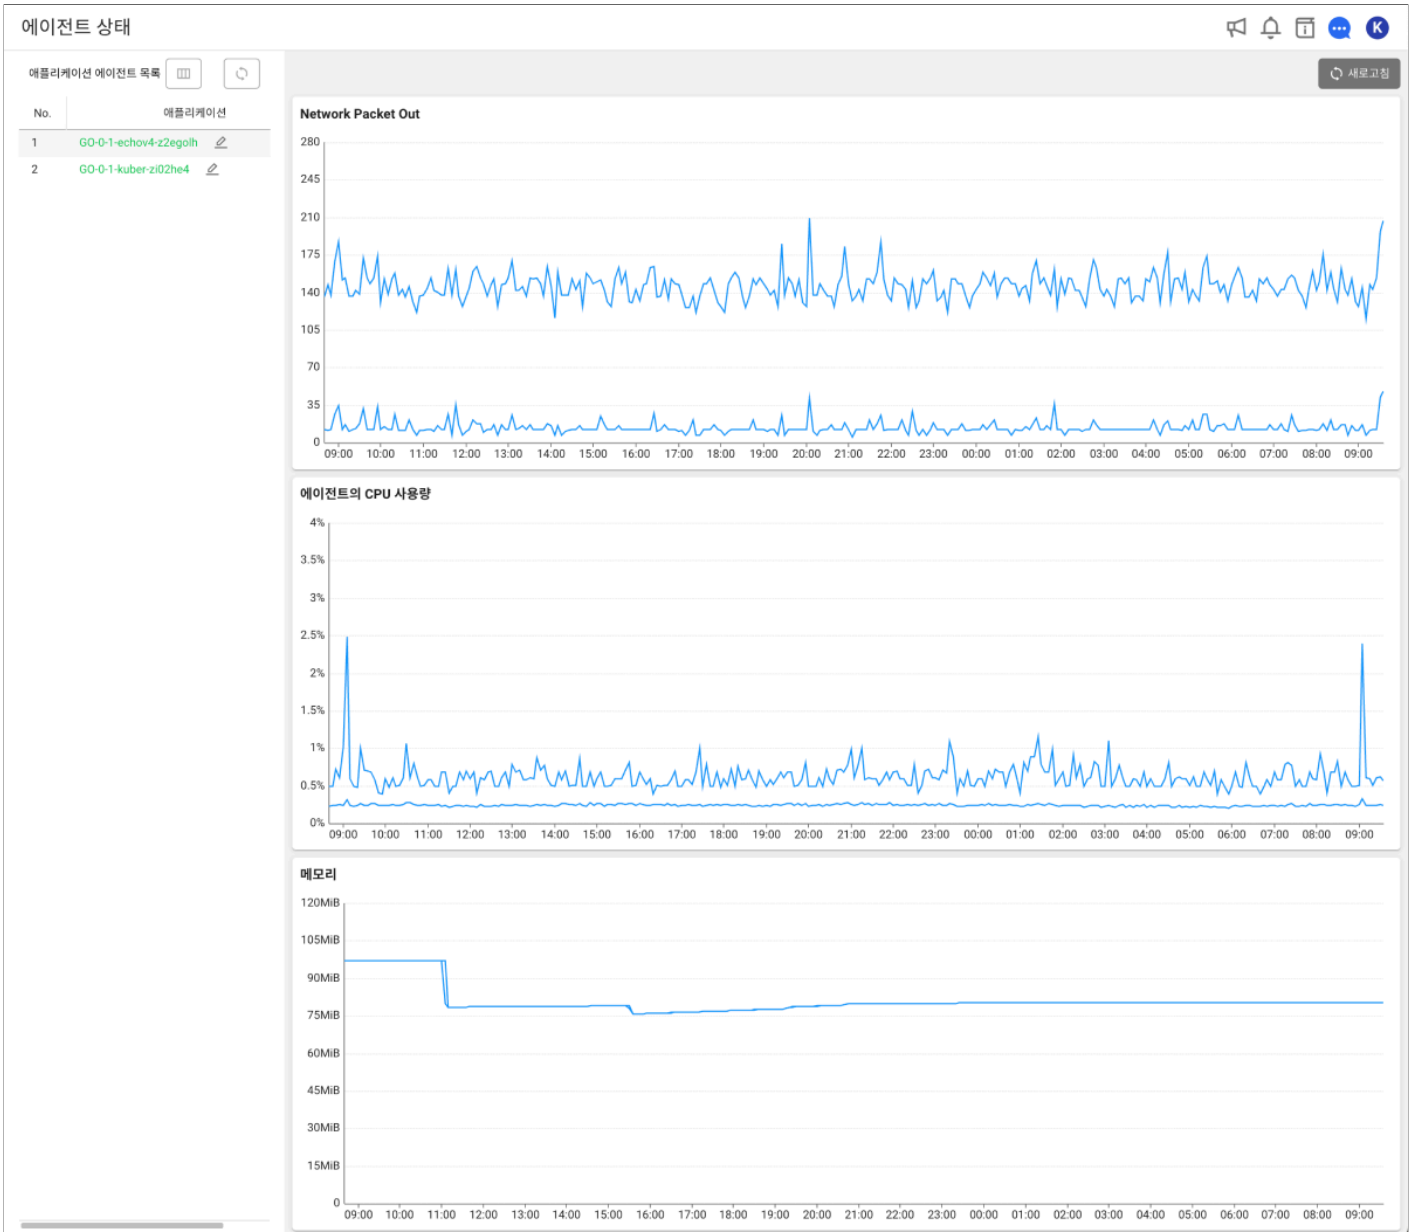 에이전트 상태
K
애플리케이션 에이전트 목록
새로고침
No. 애플리케이션
1 GO-0-1-echov4-z2egolh
2 GO-0-1-kuber-zi02he4
Network Packet Out
280
245
210
175
140
105
70
35
0
09:00 10:00 11:00 12:00 13:00 14:00 15:00 16:00 17:00 18:00 19:00 20:00 21:00 22:00 23:00 00:00 01:00 02:00 03:00 04:00 05:00 06:00 07:00 08:00 09:00
에이전트의 CPU 사용량
4%
3.5%
3%
2.5%
2%
1.5%
1%
0.5%
0%
09:00 10:00 11:00 12:00 13:00 14:00 15:00 16:00 17:00 18:00 19:00 20:00 21:00 22:00 23:00 00:00 01:00 02:00 03:00 04:00 05:00 06:00 07:00 08:00 09:00
메모리
120MiB
105MiB
90MiB
75MiB
60MiB
45MiB
30MiB
15MiB
0
09:00 10:00 11:00 12:00 13:00 14:00 15:00 16:00 17:00 18:00 19:00 20:00 21:00 22:00 23:00 00:00 01:00 02:00 03:00 04:00 05:00 06:00 07:00 08:00 09:00